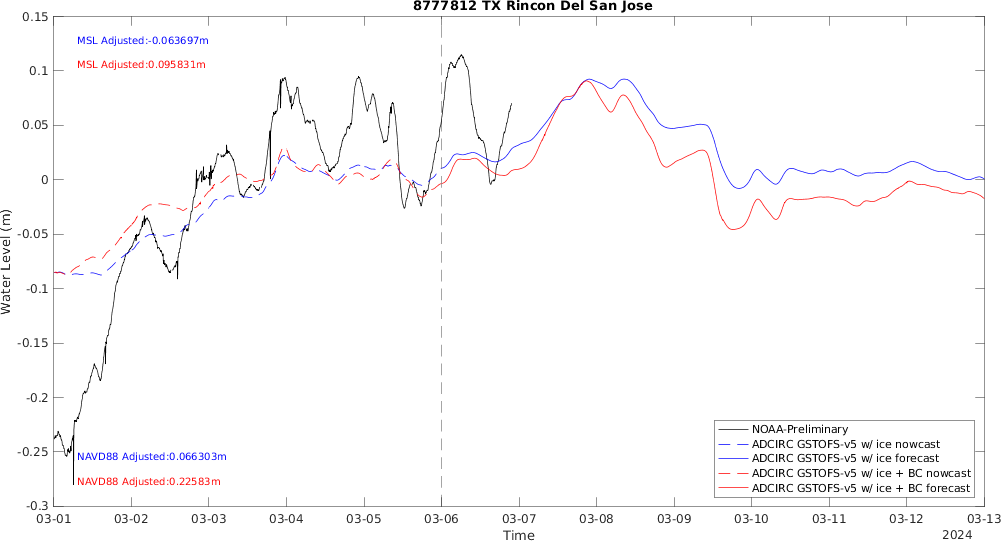 8777812 TX Rincon Del San Jose
MSL Adjusted:-0.063697m
MSL Adjusted:0.095831m
NAVD88 Adjusted:0.066303m
NAVD88 Adjusted:0.22583m
Water Level (m)
0.15
0.1
0.05
0
-0.05
-0.1
-0.15
-0.2
-0.25
-0.3
NOAA-Preliminary
ADCIRC GSTOFS-v5 w/ ice nowcast
ADCIRC GSTOFS-v5 w/ ice forecast
ADCIRC GSTOFS-v5 w/ ice + BC nowcast
ADCIRC GSTOFS-v5 w/ ice + BC forecast
03-01 03-02 03-03 03-04 03-05 03-06 03-07 03-08 03-09 03-10 03-11 03-12 03-13
Time
2024